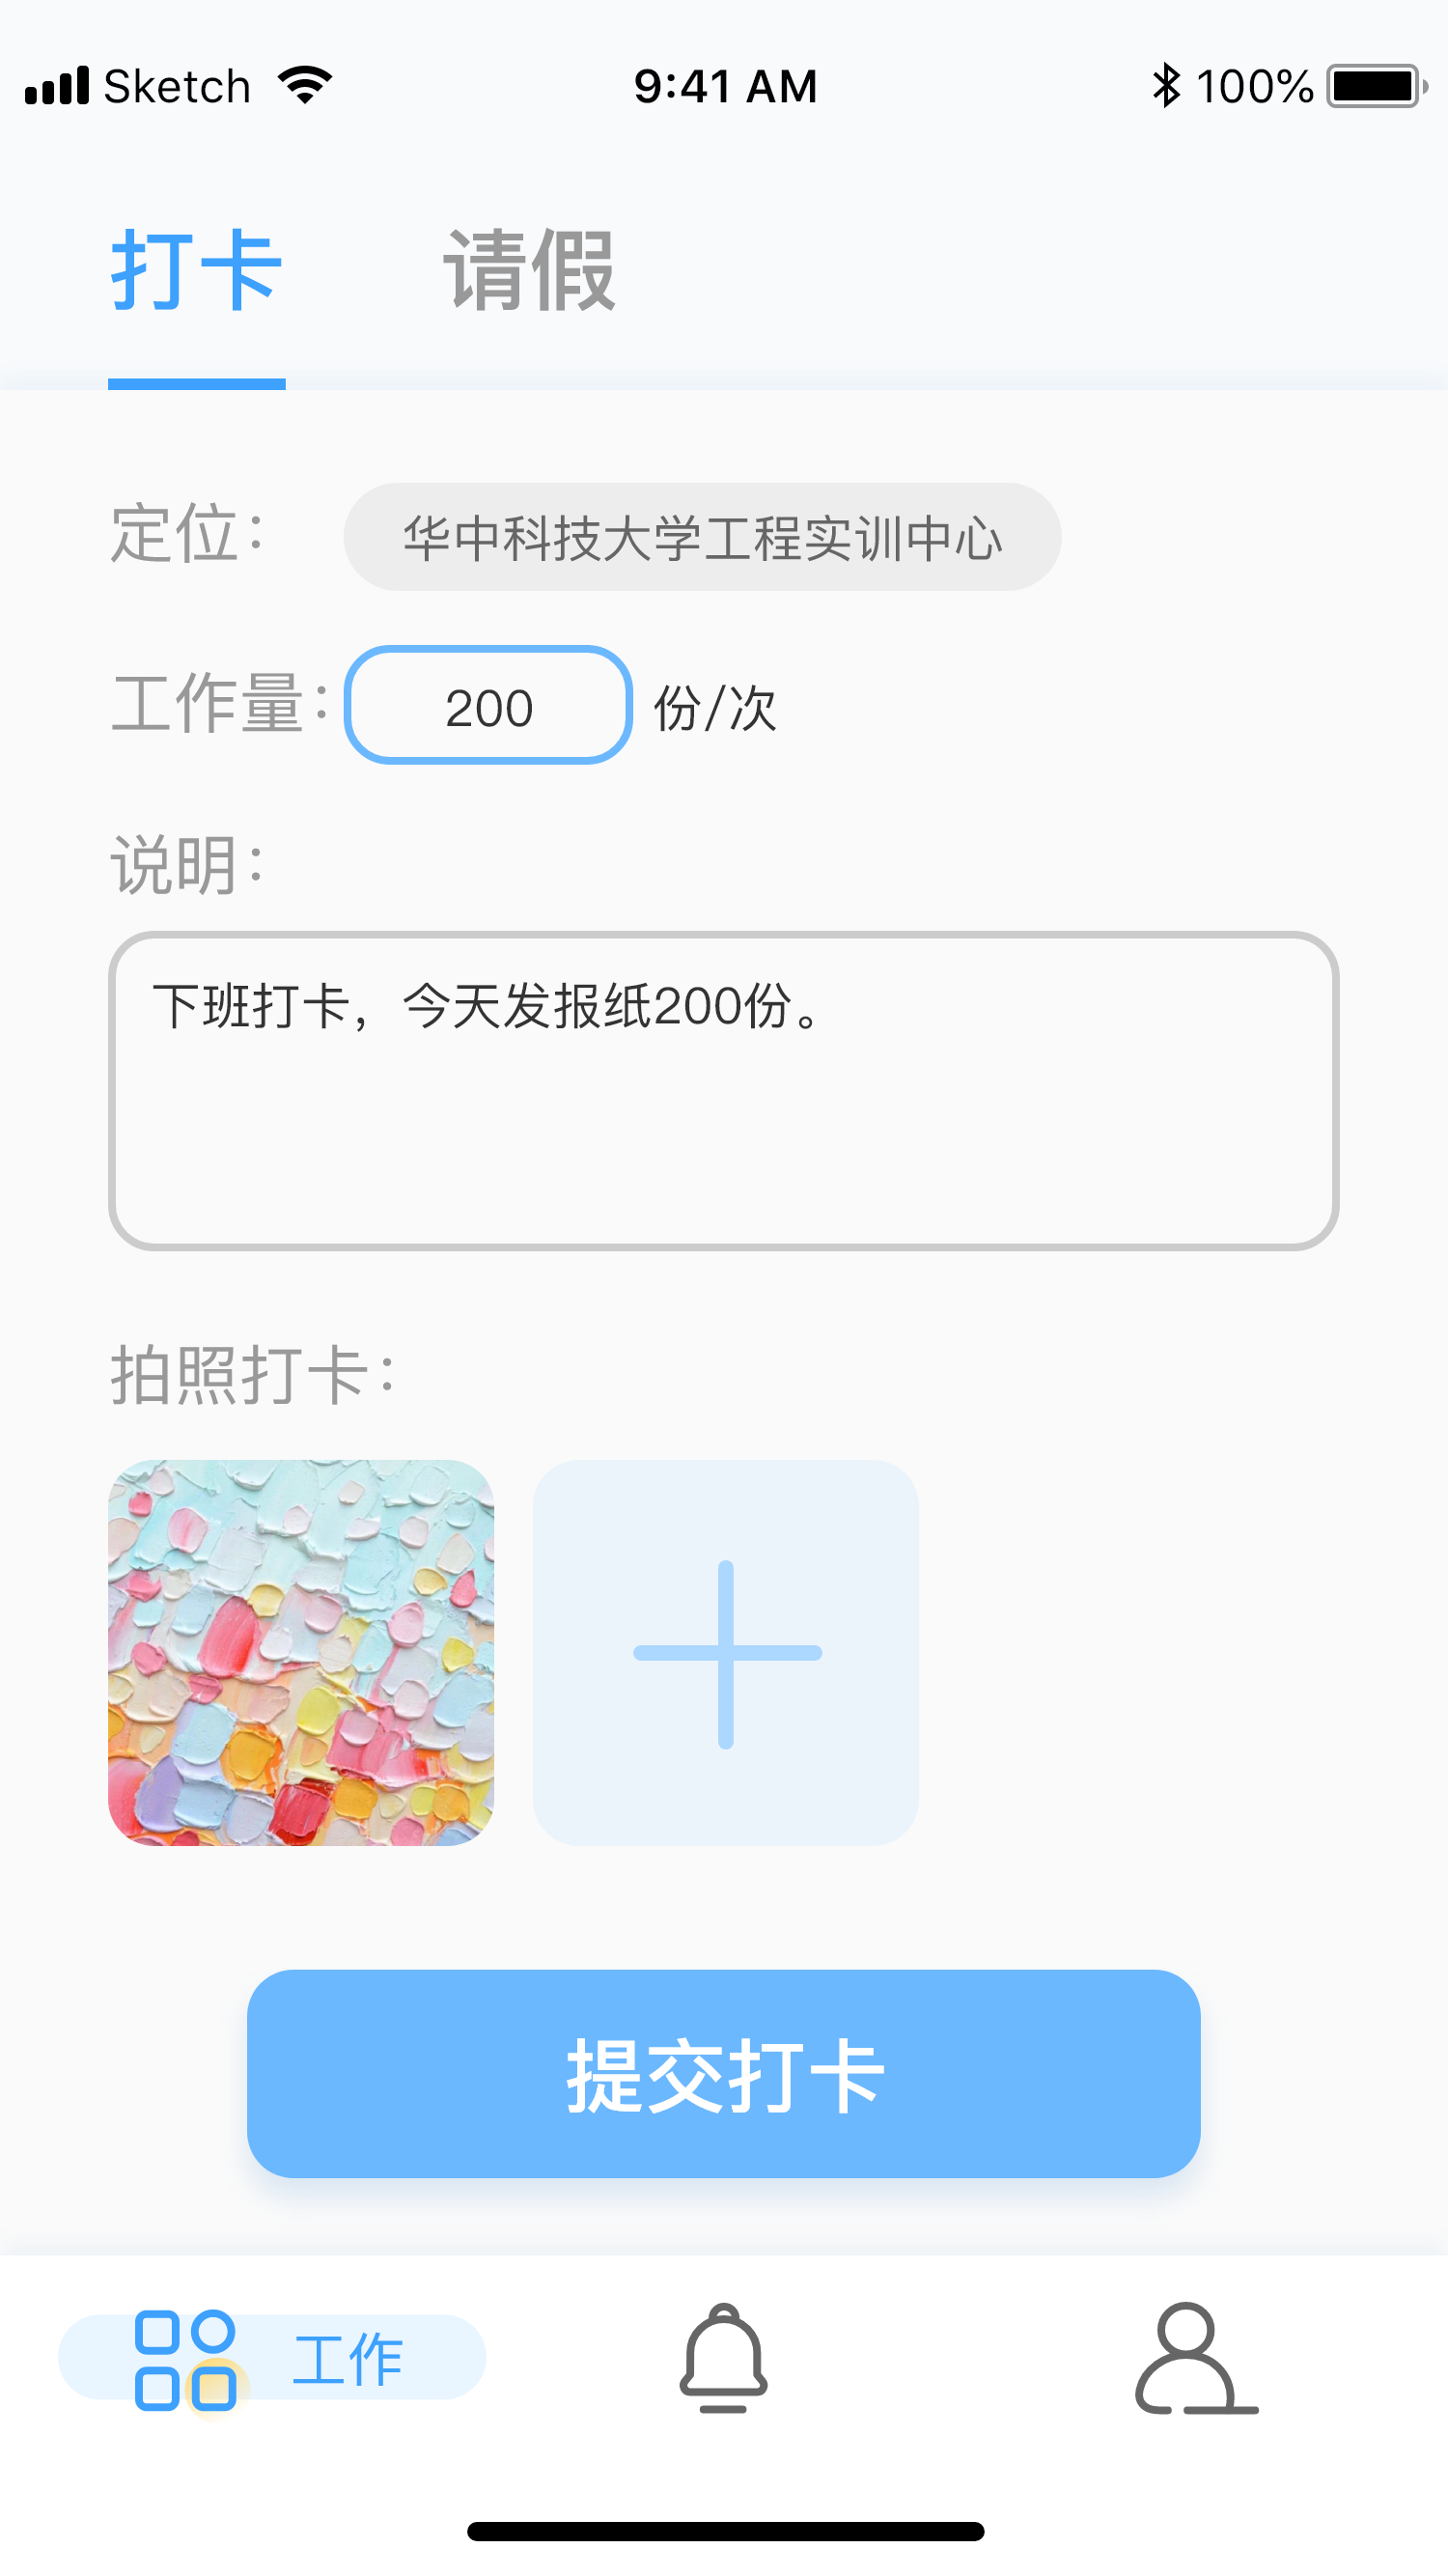 Sketch 9:41 AM 100%
打卡 请假
定位： 华中科技大学工程实训中心
工作量： 200 份/次
说明：
下班打卡，今天发报纸200份。
拍照打卡：
提交打卡
工作